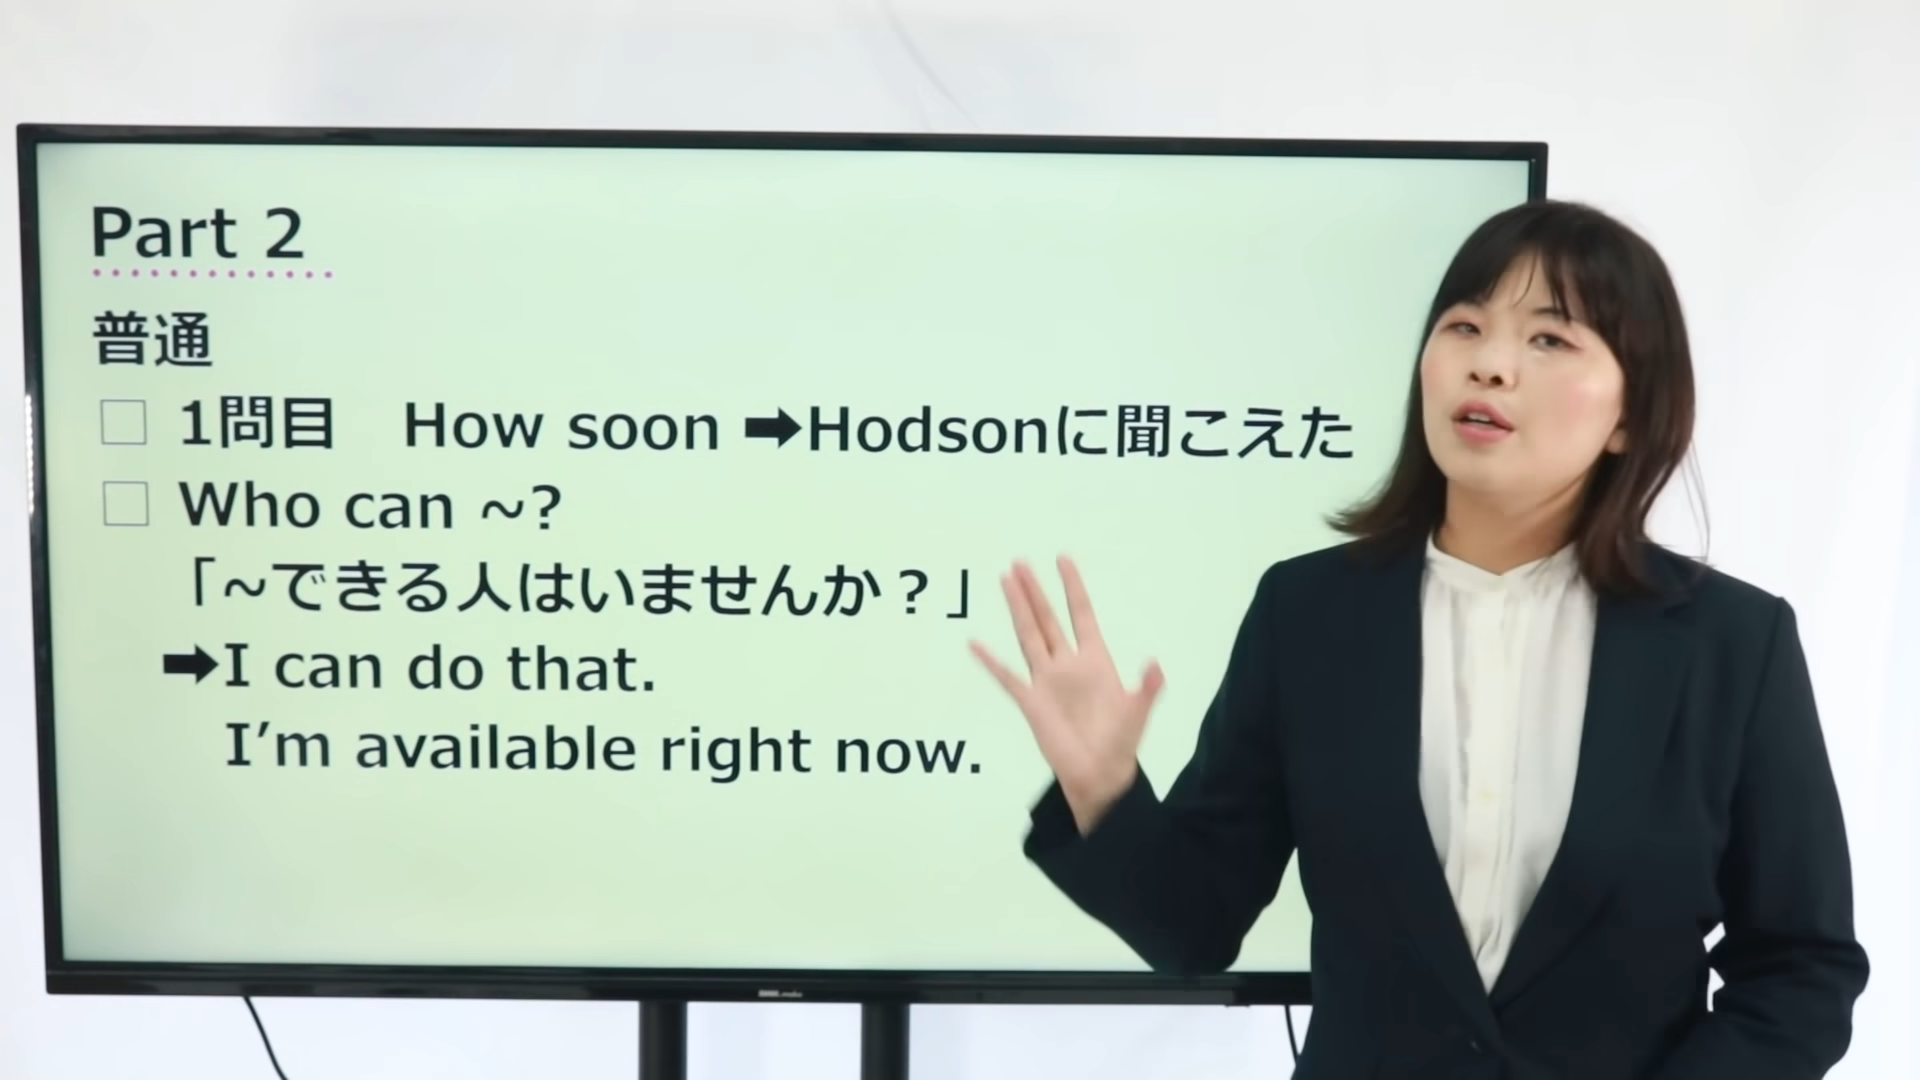 Part 2
普通
□ 1問目　How soon ➡Hodsonに聞こえた
□ Who can ~?
「~できる人はいませんか？」
➡I can do that.
I’m available right now.